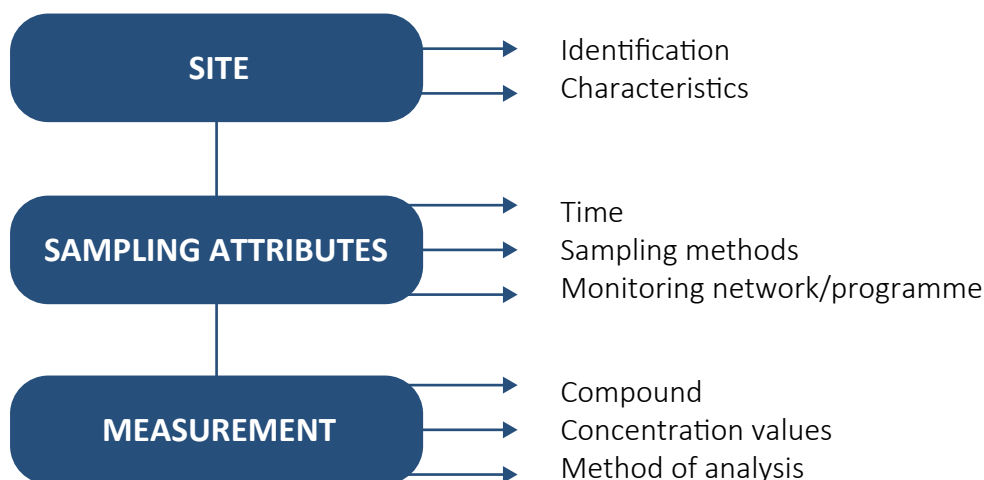 SITE
Identification
Characteristics
SAMPLING ATTRIBUTES
Time
Sampling methods
Monitoring network/programme
MEASUREMENT
Compound
Concentration values
Method of analysis